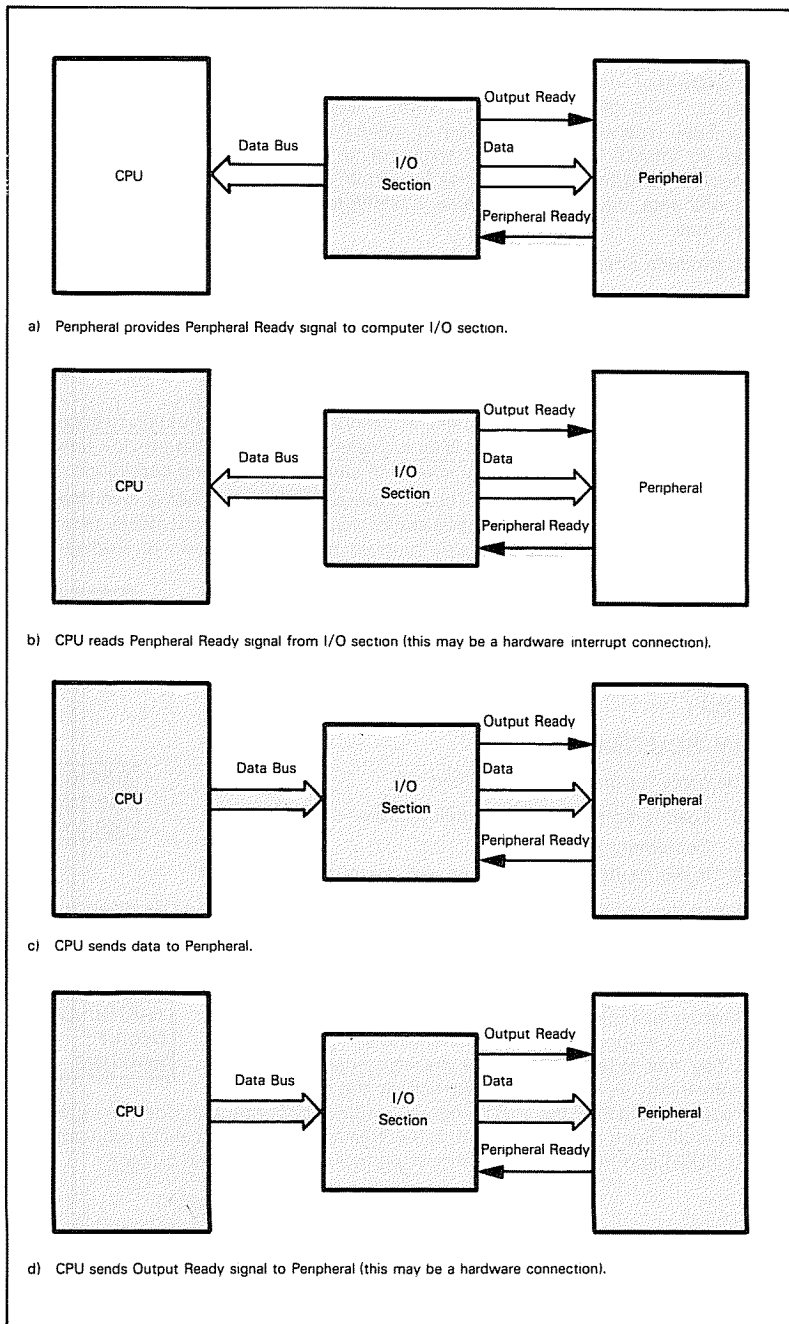 Output Ready
Data Bus
I/O
Section
Data
CPU
Peripheral
Peripheral Ready
a) Peripheral provides Peripheral Ready signal to computer I/O section.
Output Ready
Data Bus
I/O
Section
Data
CPU
Peripheral
Peripheral Ready
b) CPU reads Peripheral Ready signal from I/O section (this may be a hardware interrupt connection).
Output Ready
Data Bus
I/O
Section
Data
CPU
Peripheral
Peripheral Ready
c) CPU sends data to Peripheral.
Output Ready
Data Bus
I/O
Section
Data
CPU
Peripheral
Peripheral Ready
d) CPU sends Output Ready signal to Peripheral (this may be a hardware connection).